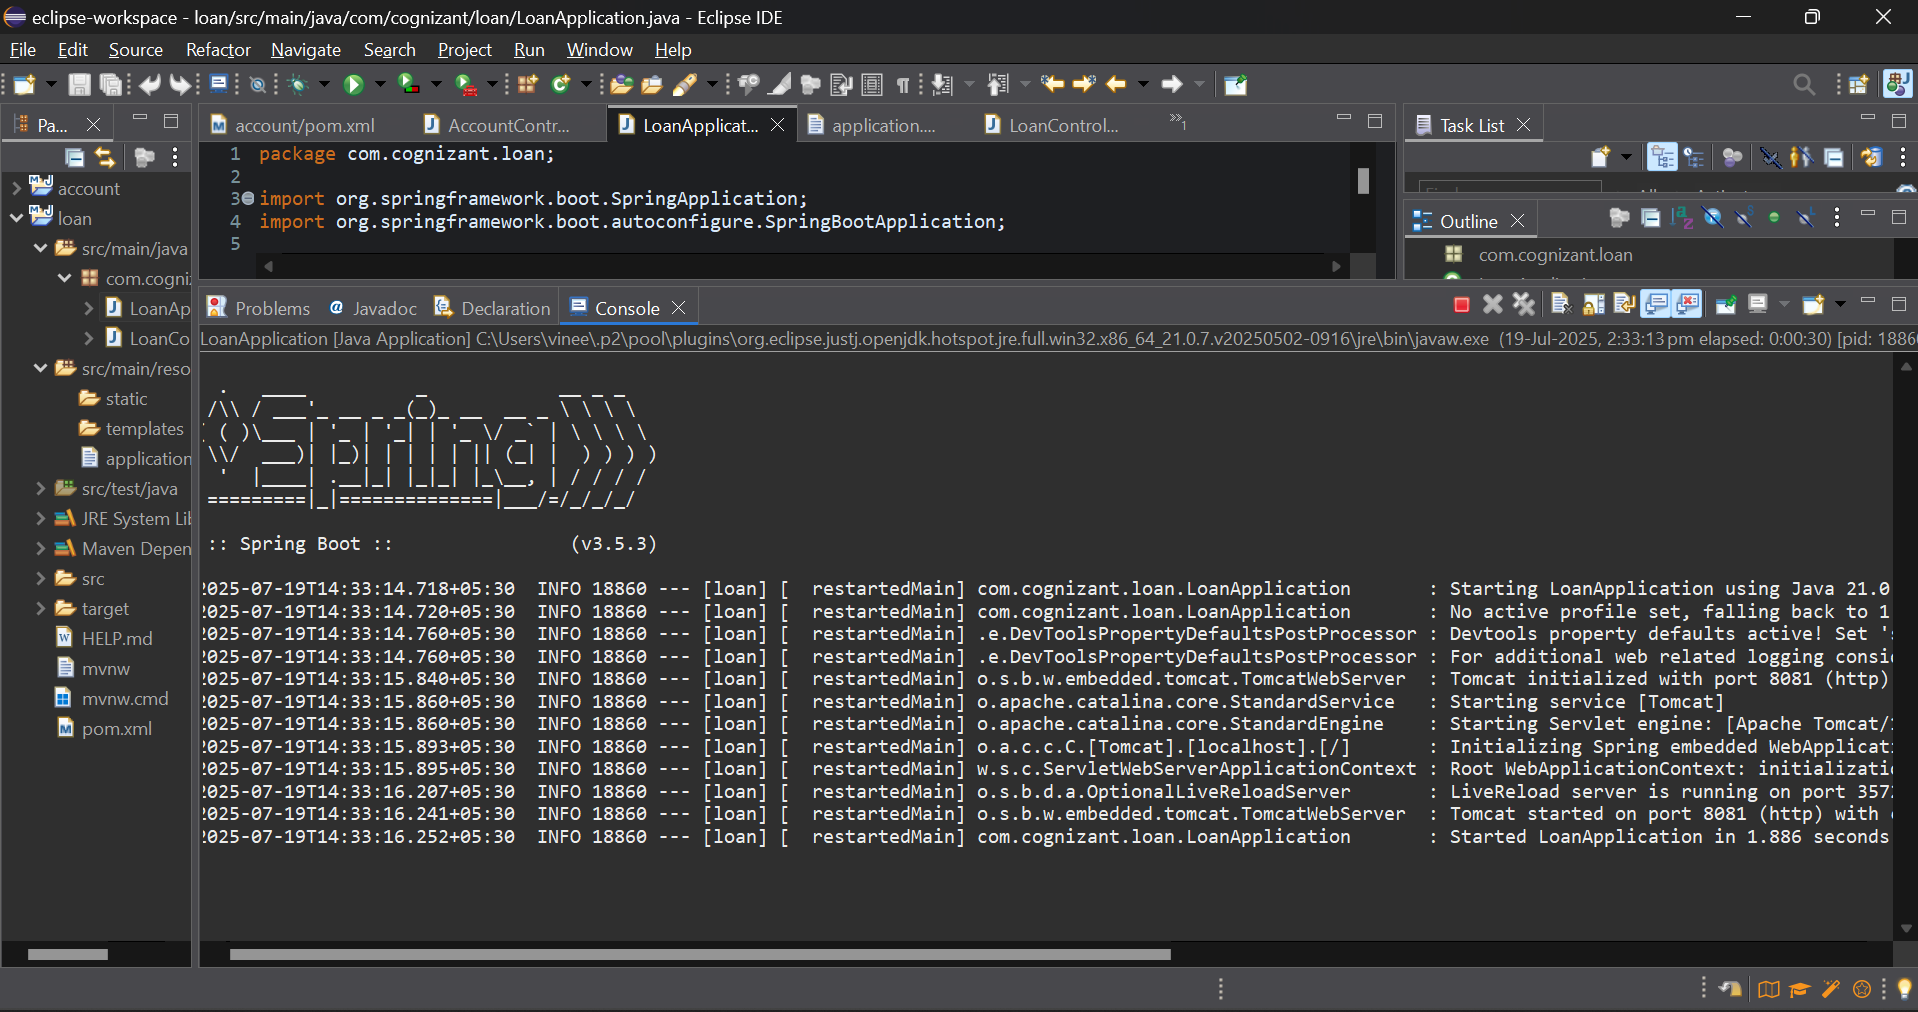 eclipse-workspace - loan/src/main/java/com/cognizant/loan/LoanApplication.java - Eclipse IDE
File Edit Source Refactor Navigate Search Project Run Window Help
Pa...
account/pom.xml AccountContr... LoanApplicat... application.... LoanControl... »1
Task List
account
loan
src/main/java
com.cogni
LoanAp
LoanCo
src/main/reso
static
templates
application
src/test/java
JRE System Li
Maven Depen
src
target
HELP.md
mvnw
mvnw.cmd
pom.xml
1 package com.cognizant.loan;
2
3 import org.springframework.boot.SpringApplication;
4 import org.springframework.boot.autoconfigure.SpringBootApplication;
5
Outline
com.cognizant.loan
Problems Javadoc Declaration Console
LoanApplication [Java Application] C:\Users\vinee\.p2\pool\plugins\org.eclipse.justj.openjdk.hotspot.jre.full.win32.x86_64_21.0.7.v20250502-0916\jre\bin\javaw.exe (19-Jul-2025, 2:33:13 pm elapsed: 0:00:30) [pid: 1886
Spring
:: Spring Boot :: (v3.5.3)
2025-07-19T14:33:14.718+05:30 INFO 18860 --- [loan] [ restartedMain] com.cognizant.loan.LoanApplication : Starting LoanApplication using Java 21.0
2025-07-19T14:33:14.720+05:30 INFO 18860 --- [loan] [ restartedMain] com.cognizant.loan.LoanApplication : No active profile set, falling back to 1
2025-07-19T14:33:14.760+05:30 INFO 18860 --- [loan] [ restartedMain] .e.DevToolsPropertyDefaultsPostProcessor : Devtools property defaults active! Set '
2025-07-19T14:33:14.760+05:30 INFO 18860 --- [loan] [ restartedMain] .e.DevToolsPropertyDefaultsPostProcessor : For additional web related logging consi
2025-07-19T14:33:15.840+05:30 INFO 18860 --- [loan] [ restartedMain] o.s.b.w.embedded.tomcat.TomcatWebServer : Tomcat initialized with port 8081 (http)
2025-07-19T14:33:15.860+05:30 INFO 18860 --- [loan] [ restartedMain] o.apache.catalina.core.StandardService : Starting service [Tomcat]
2025-07-19T14:33:15.860+05:30 INFO 18860 --- [loan] [ restartedMain] o.apache.catalina.core.StandardEngine : Starting Servlet engine: [Apache Tomcat/
2025-07-19T14:33:15.893+05:30 INFO 18860 --- [loan] [ restartedMain] o.a.c.c.C.[Tomcat].[localhost].[/] : Initializing Spring embedded WebApplicat
2025-07-19T14:33:15.895+05:30 INFO 18860 --- [loan] [ restartedMain] w.s.c.ServletWebServerApplicationContext : Root WebApplicationContext: initializati
2025-07-19T14:33:16.207+05:30 INFO 18860 --- [loan] [ restartedMain] o.s.b.d.a.OptionalLiveReloadServer : LiveReload server is running on port 357
2025-07-19T14:33:16.241+05:30 INFO 18860 --- [loan] [ restartedMain] o.s.b.w.embedded.tomcat.TomcatWebServer : Tomcat started on port 8081 (http) with
2025-07-19T14:33:16.252+05:30 INFO 18860 --- [loan] [ restartedMain] com.cognizant.loan.LoanApplication : Started LoanApplication in 1.886 seconds